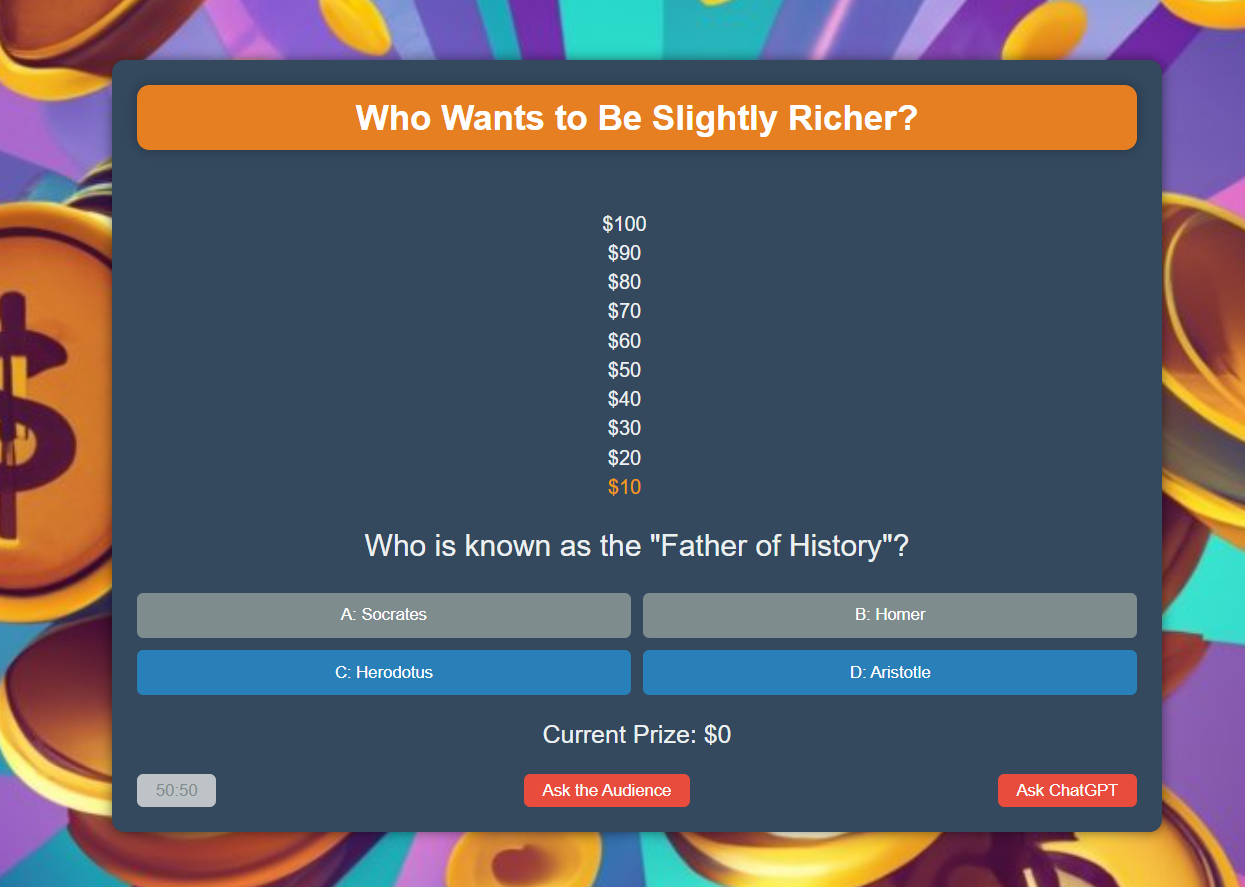 Who Wants to Be Slightly Richer?
$100
$90
$80
$70
$60
$50
$40
$30
$20
$10
Who is known as the "Father of History"?
A: Socrates
B: Homer
C: Herodotus
D: Aristotle
Current Prize: $0
50:50
Ask the Audience
Ask ChatGPT
$